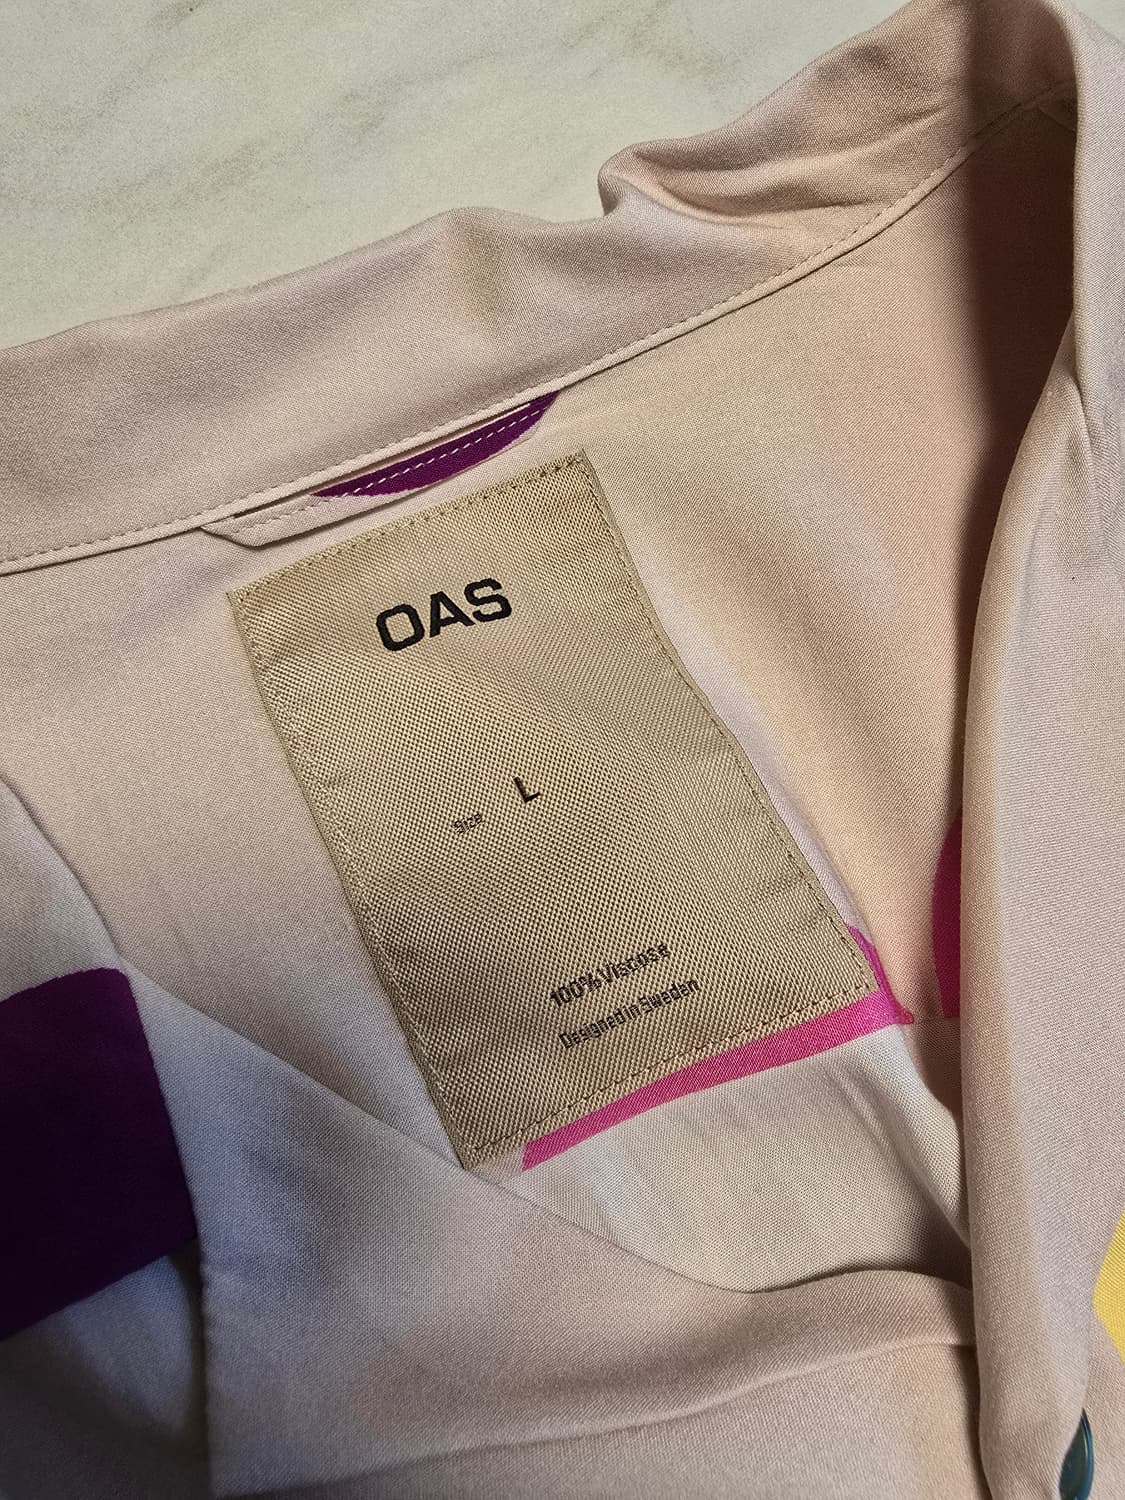 OAS
Size L
100% Viscose
Designed in Sweden